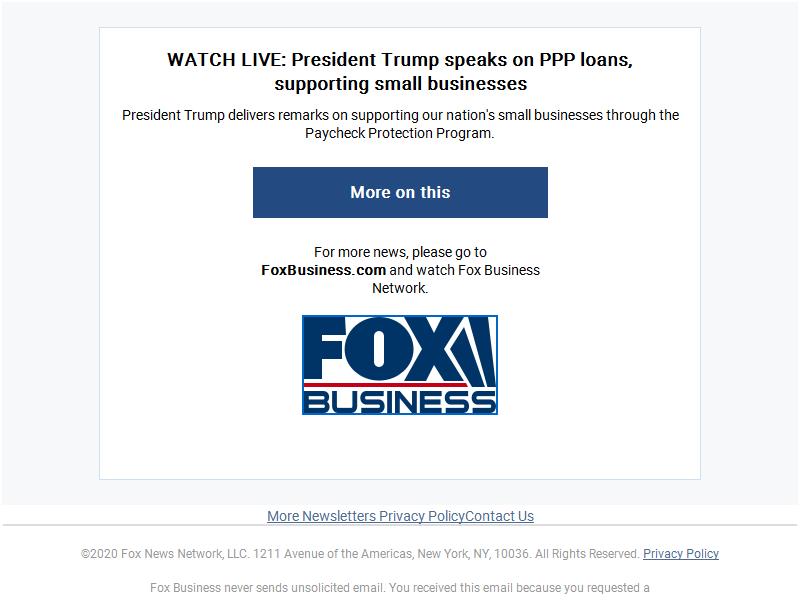 WATCH LIVE: President Trump speaks on PPP loans,
supporting small businesses
President Trump delivers remarks on supporting our nation's small businesses through the
Paycheck Protection Program.
More on this
For more news, please go to
FoxBusiness.com and watch Fox Business
Network.
FOX
BUSINESS
More Newsletters Privacy PolicyContact Us
©2020 Fox News Network, LLC. 1211 Avenue of the Americas, New York, NY, 10036. All Rights Reserved. Privacy Policy
Fox Business never sends unsolicited email. You received this email because you requested a